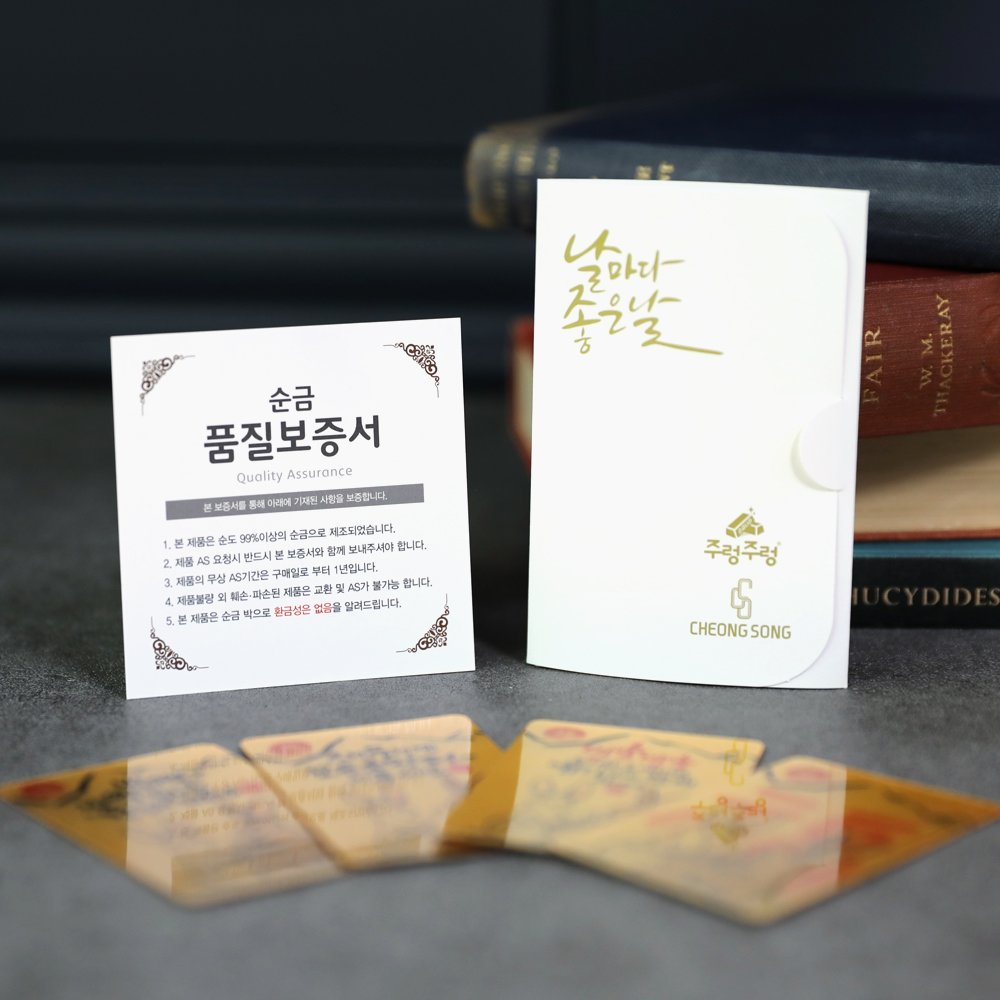 순금
품질보증서
Quality Assurance
본 보증서를 통해 아래에 기재된 사항을 보증합니다.
1. 본 제품은 순도 99%이상의 순금으로 제조되었습니다.
2. 제품 AS 요청시 반드시 본 보증서와 함께 보내주셔야 합니다.
3. 제품의 무상 AS기간은 구매일로 부터 1년입니다.
4. 제품불량 외 훼손·파손된 제품은 교환 및 AS가 불가능 합니다.
5. 본 제품은 순금 박으로 환금성은 없음을 알려드립니다.
날마다
좋은날
주렁주렁
CHEONG SONG
FAIR
W. M.
THACKERAY
HUCYDIDES